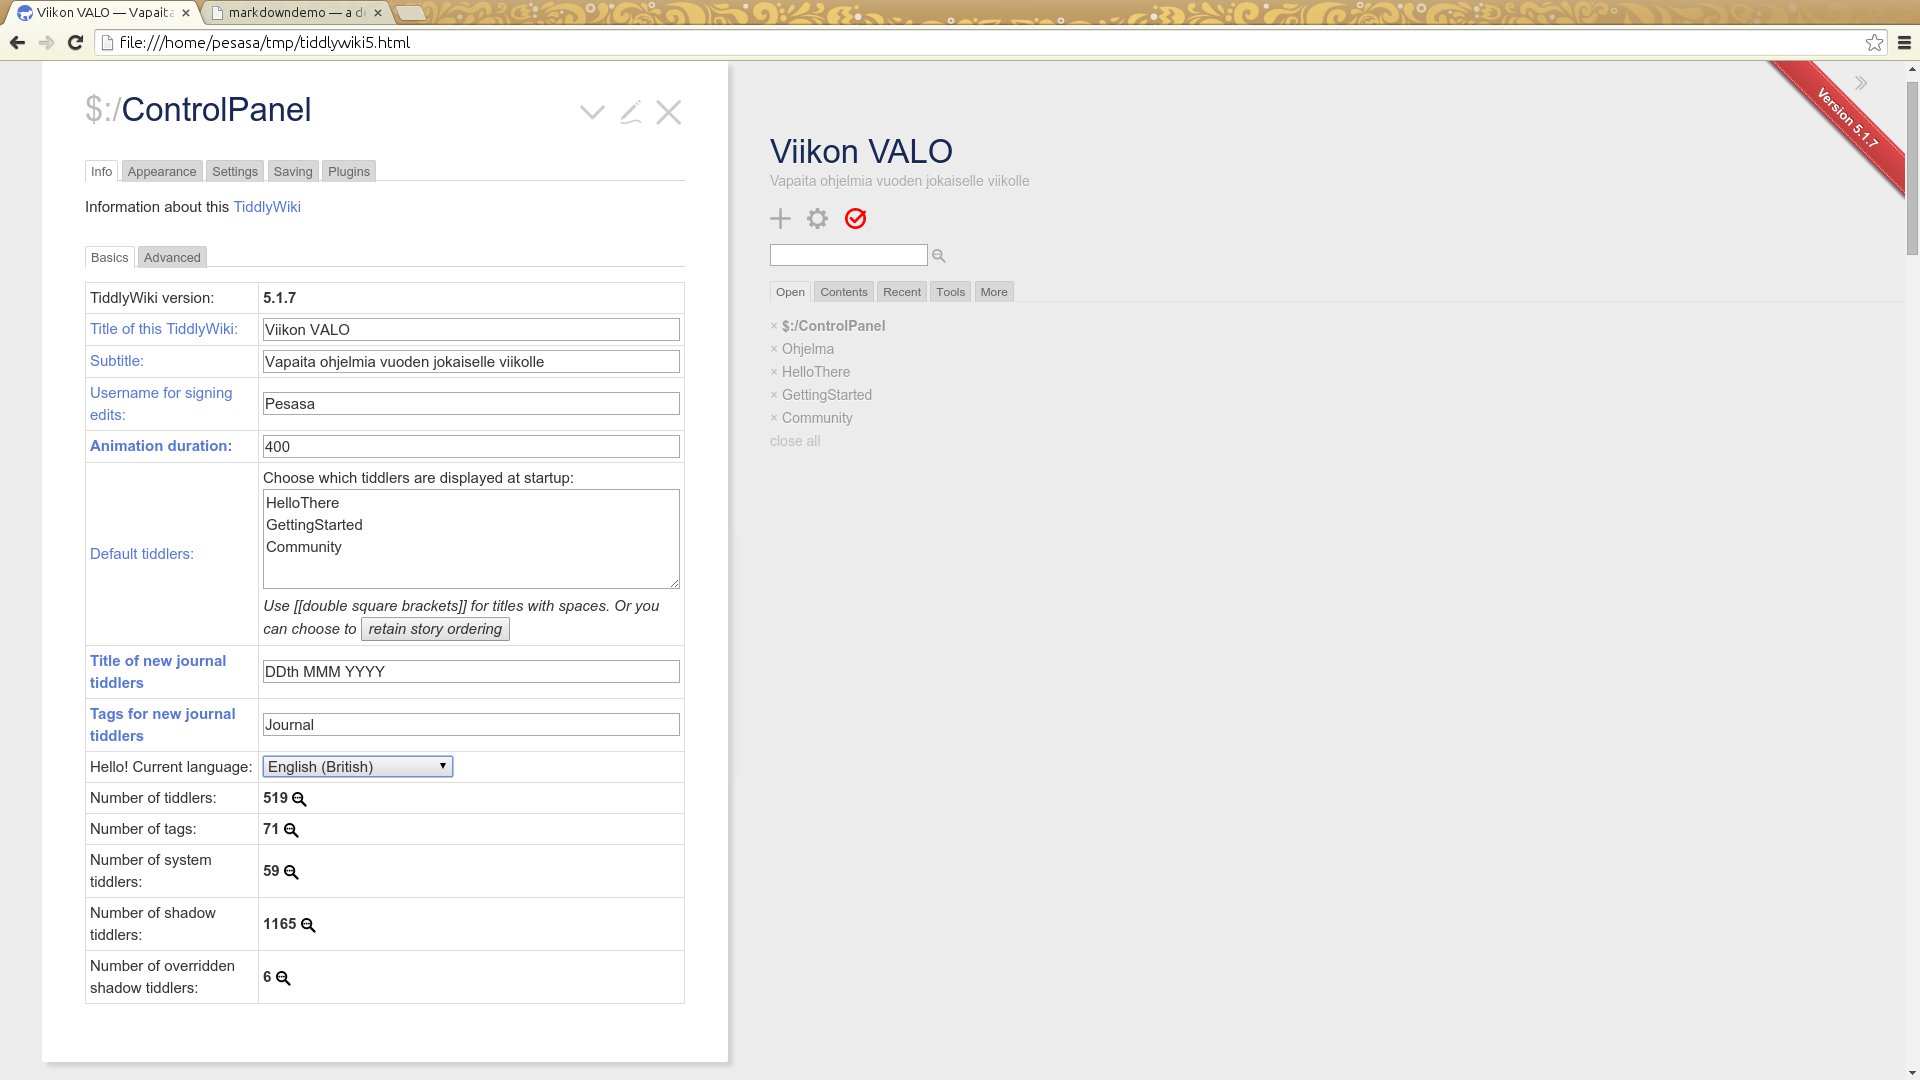 Viikon VALO — Vapait
markdowndemo — a d
file:///home/pesasa/tmp/tiddlywiki5.html
$:/ControlPanel
Info Appearance Settings Saving Plugins
Information about this TiddlyWiki
Basics Advanced
TiddlyWiki version: 5.1.7
Title of this TiddlyWiki: Viikon VALO
Subtitle: Vapaita ohjelmia vuoden jokaiselle viikolle
Username for signing
edits: Pesasa
Animation duration: 400
Default tiddlers:
Choose which tiddlers are displayed at startup:
HelloThere
GettingStarted
Community
Use [[double square brackets]] for titles with spaces. Or you
can choose to retain story ordering
Title of new journal
tiddlers DDth MMM YYYY
Tags for new journal
tiddlers Journal
Hello! Current language: English (British)
Number of tiddlers: 519
Number of tags: 71
Number of system
tiddlers: 59
Number of shadow
tiddlers: 1165
Number of overridden
shadow tiddlers: 6
Version 5.1.7
Viikon VALO
Vapaita ohjelmia vuoden jokaiselle viikolle
Open Contents Recent Tools More
× $:/ControlPanel
× Ohjelma
× HelloThere
× GettingStarted
× Community
close all